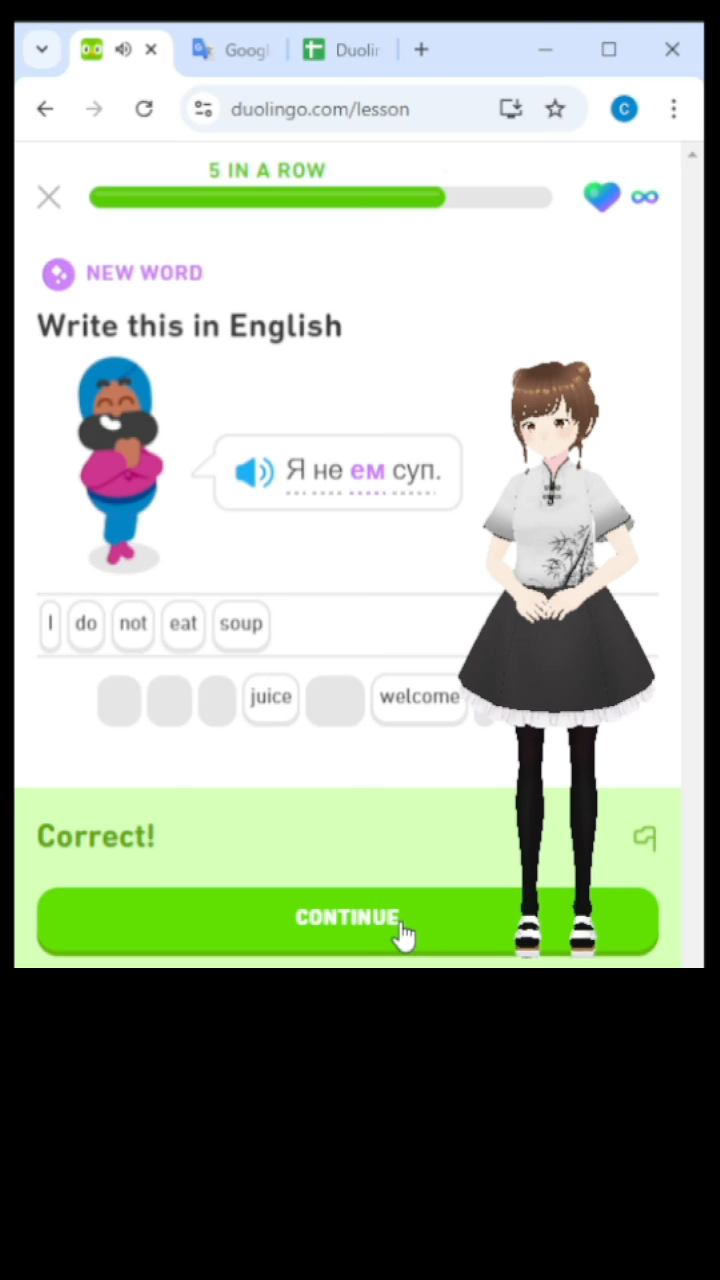 Googl Duolin
duolingo.com/lesson C
5 IN A ROW
NEW WORD
Write this in English
Я не ем суп.
I do not eat soup
juice welcome
Correct!
CONTINUE